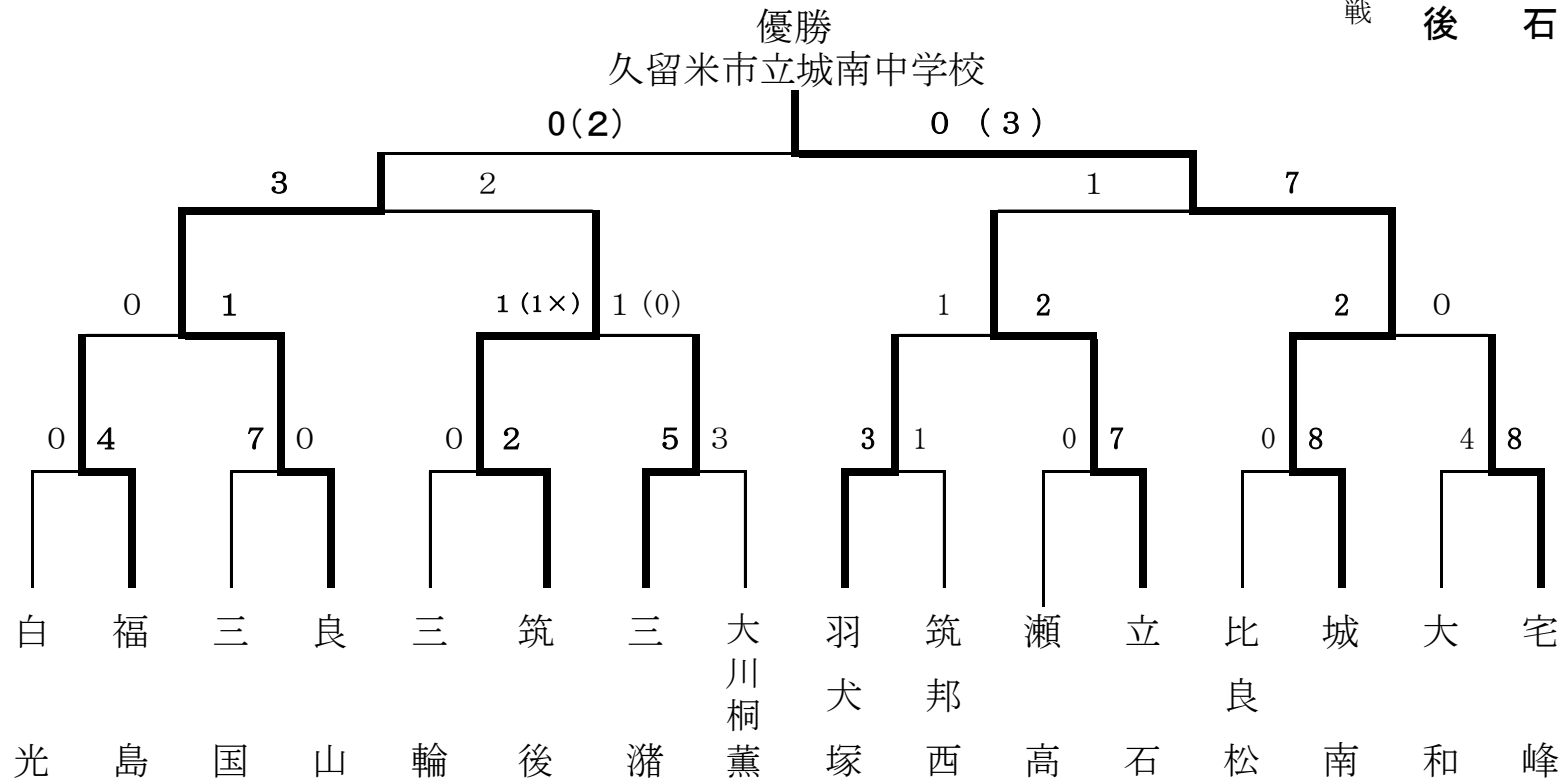 戦 後 石
優勝
久留米市立城南中学校
0(2) 0 (3)
3 2 1 7
0 1 1(1×) 1(0) 1 2 2 0
0 4 7 0 0 2 5 3 3 1 0 7 0 8 4 8
白光
福島
三国
良山
三輪
筑後
三潴
大川桐薫
羽犬塚
筑邦西
瀬高
立石
比良松
城南
大和
宅峰